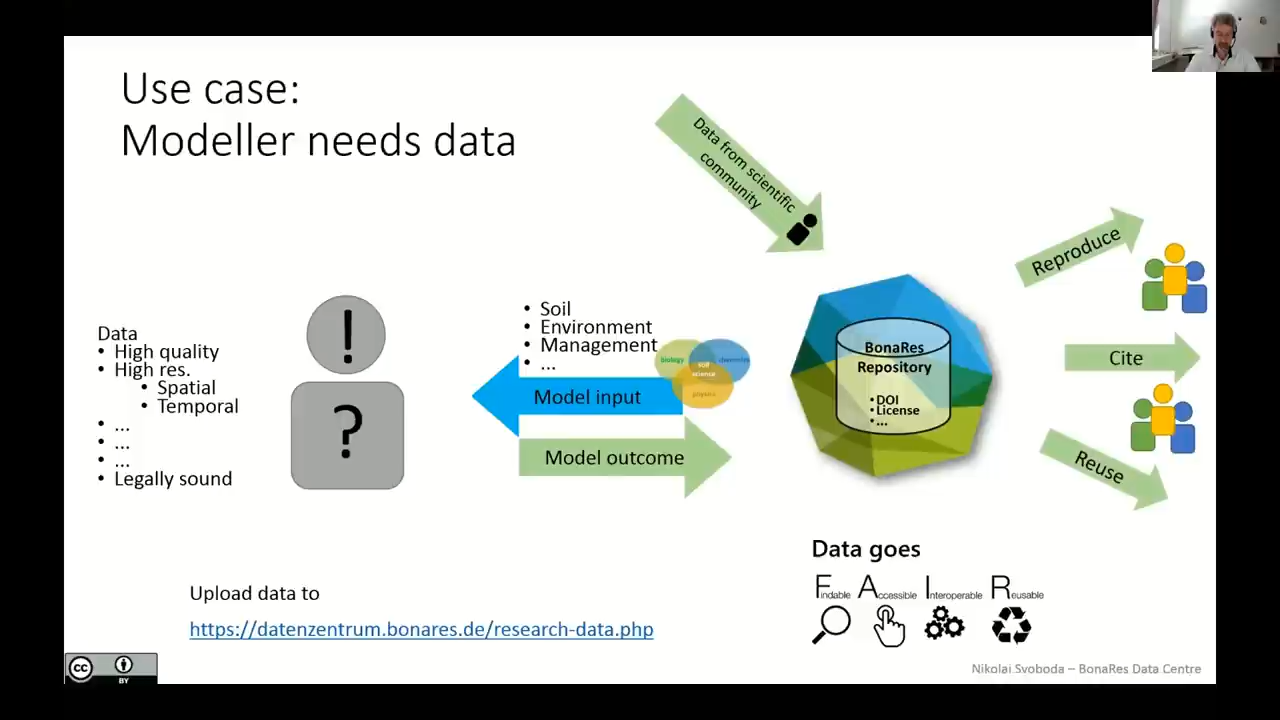 Use case:
Modeller needs data
Data from scientific
community
Reproduce
Cite
Reuse
Data
• High quality
• High res.
• Spatial
• Temporal
• ...
• ...
• ...
• Legally sound
!
?
• Soil
• Environment
• Management
• ...
biology
chemistry
soil
science
physics
Model input
Model outcome
BonaRes
Repository
• DOI
• License
• ...
Data goes
Findable Accessible Interoperable Reusable
Upload data to
https://datenzentrum.bonares.de/research-data.php
cc
BY
Nikolai Svoboda – BonaRes Data Centre